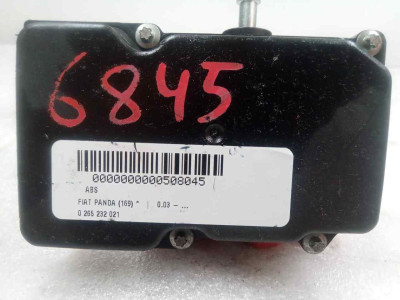 6845
0000000000508045
ABS
FIAT PANDA (169) * | 0.03 - ...
0 265 232 021